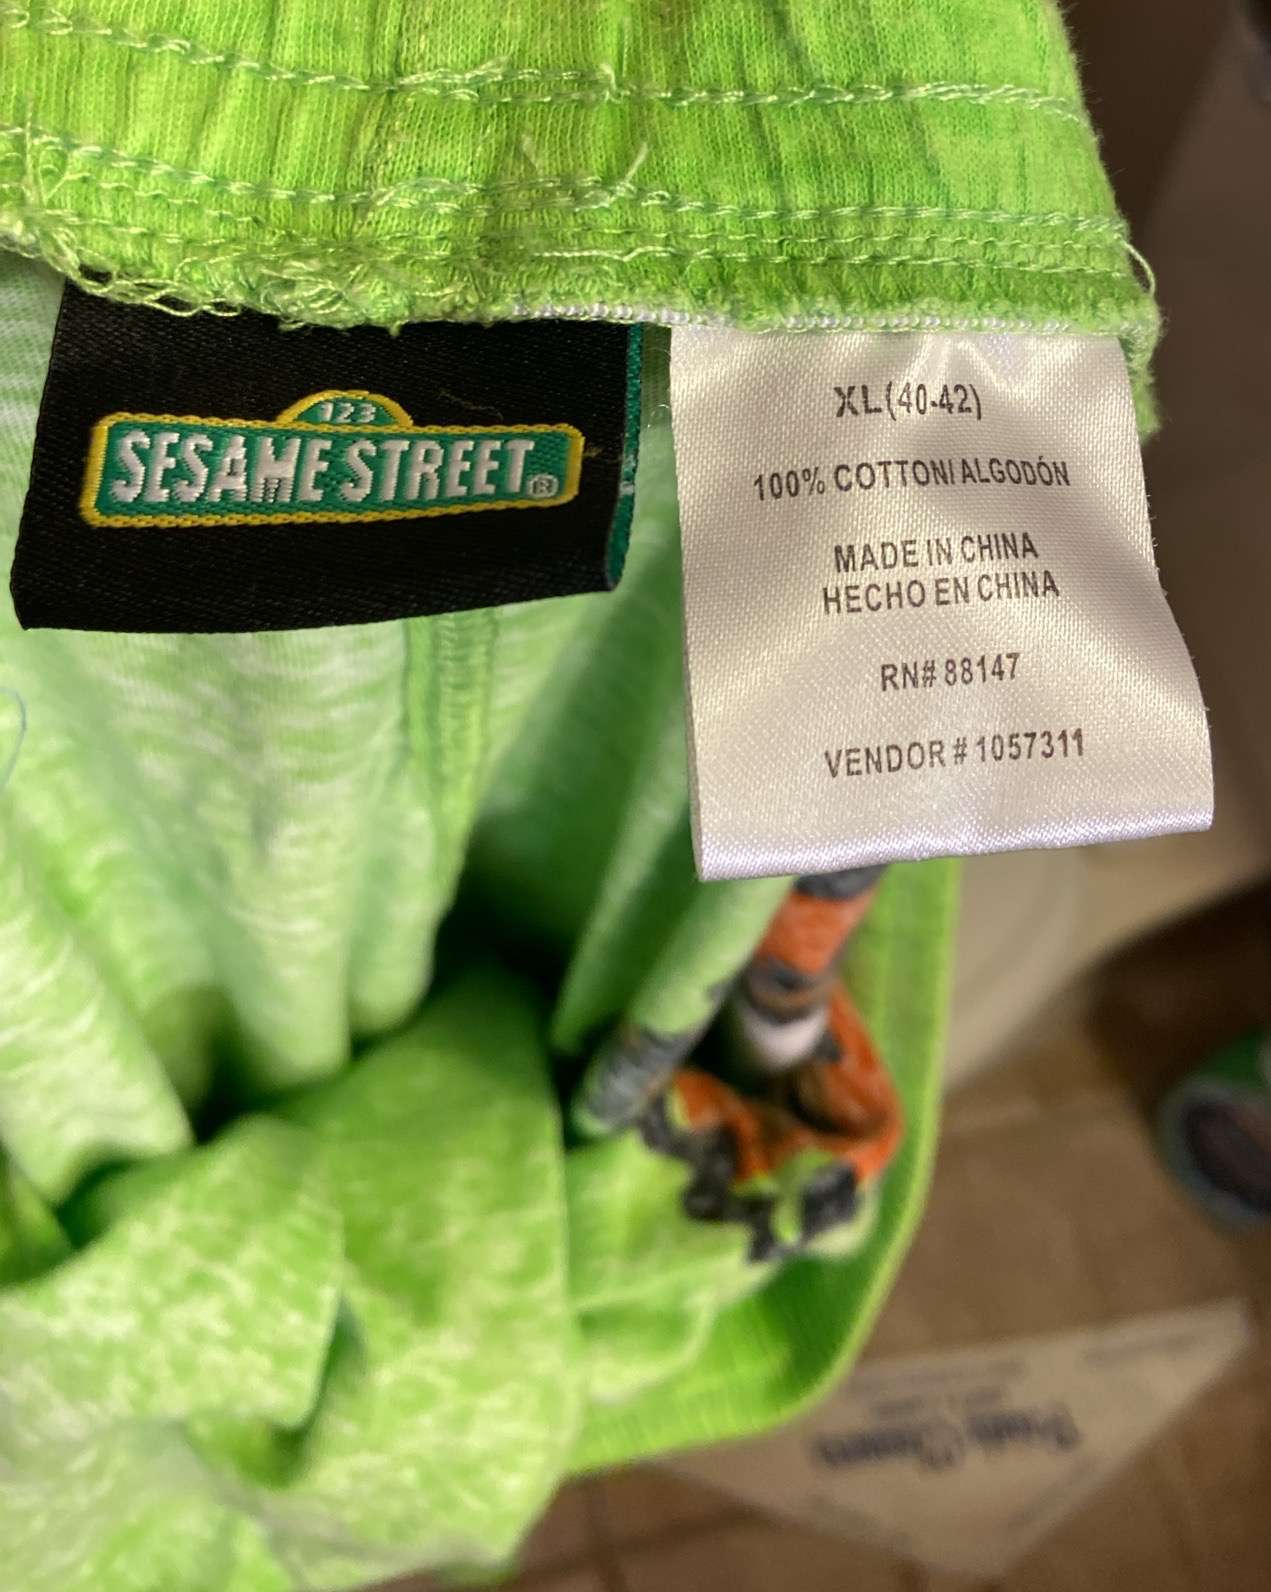 123
SESAME STREET®
XL(40-42)
100% COTTON/ALGODÓN
MADE IN CHINA
HECHO EN CHINA
RN# 88147
VENDOR # 1057311